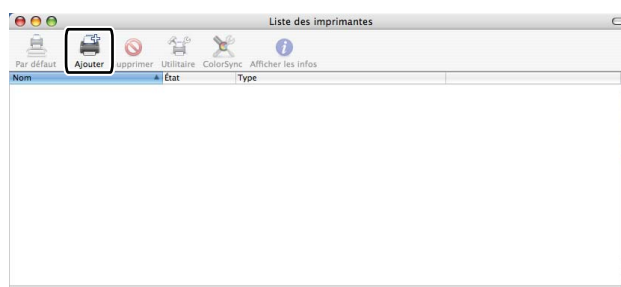 Liste des imprimantes
Par défaut Ajouter upprimer Utilitaire ColorSync Afficher les infos
Nom État Type